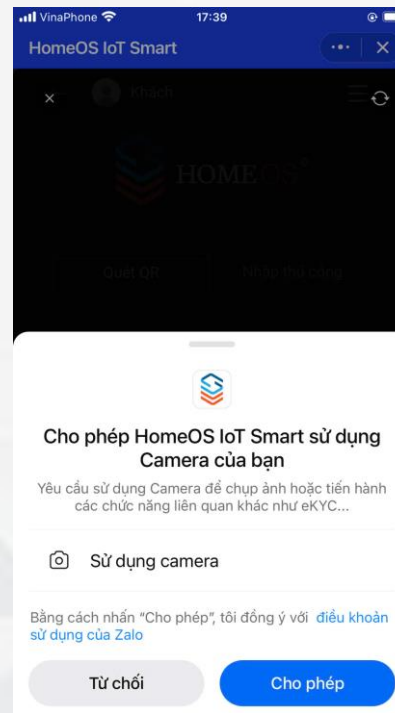 VinaPhone 17:39
HomeOS IoT Smart
Khách
HOMEOS
Quét QR Nhập thủ công
Cho phép HomeOS IoT Smart sử dụng
Camera của bạn
Yêu cầu sử dụng Camera để chụp ảnh hoặc tiến hành
các chức năng liên quan khác như eKYC...
Sử dụng camera
Bằng cách nhấn “Cho phép”, tôi đồng ý với điều khoản
sử dụng của Zalo
Từ chối Cho phép